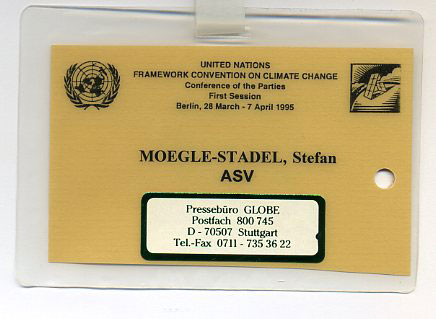 UNITED NATIONS
FRAMEWORK CONVENTION ON CLIMATE CHANGE
Conference of the Parties
First Session
Berlin, 28 March - 7 April 1995
MOEGLE-STADEL, Stefan
ASV
Pressebüro GLOBE
Postfach 800 745
D - 70507 Stuttgart
Tel.-Fax 0711 - 735 36 22